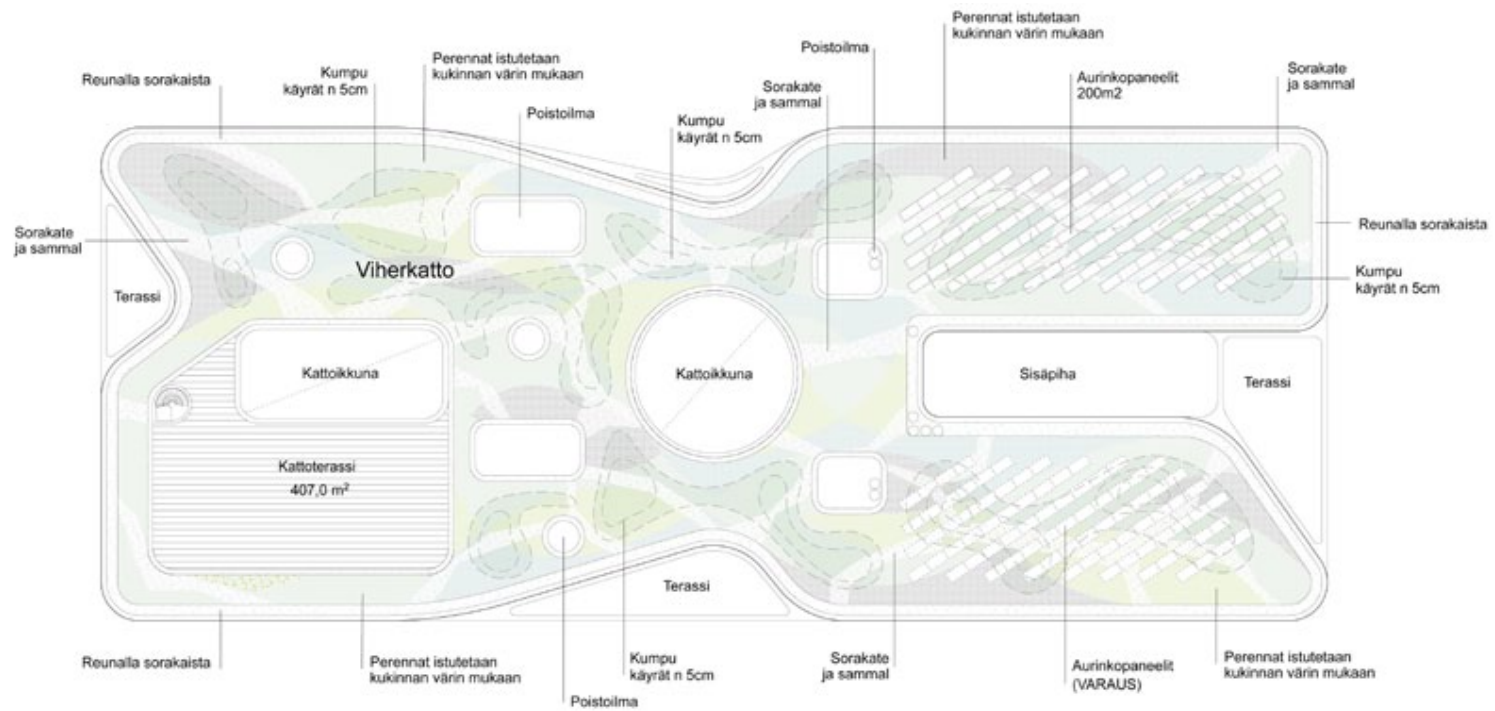 Perennat istutetaan
kukinnan värin mukaan
Poistoilma
Perennat istutetaan
kukinnan värin mukaan
Kumpu
käyrät n 5cm
Reunalla sorakaista
Sorakate
ja sammal
Aurinkopaneelit
200m2
Sorakate
ja sammal
Poistoilma
Kumpu
käyrät n 5cm
Sorakate
ja sammal
Reunalla sorakaista
Viherkatto
Kumpu
käyrät n 5cm
Terassi
Kattoikkuna
Kattoikkuna
Sisäpiha
Terassi
Kattoterassi
407,0 m²
Terassi
Reunalla sorakaista
Perennat istutetaan
kukinnan värin mukaan
Kumpu
käyrät n 5cm
Sorakate
ja sammal
Aurinkopaneelit
(VARAUS)
Perennat istutetaan
kukinnan värin mukaan
Poistoilma